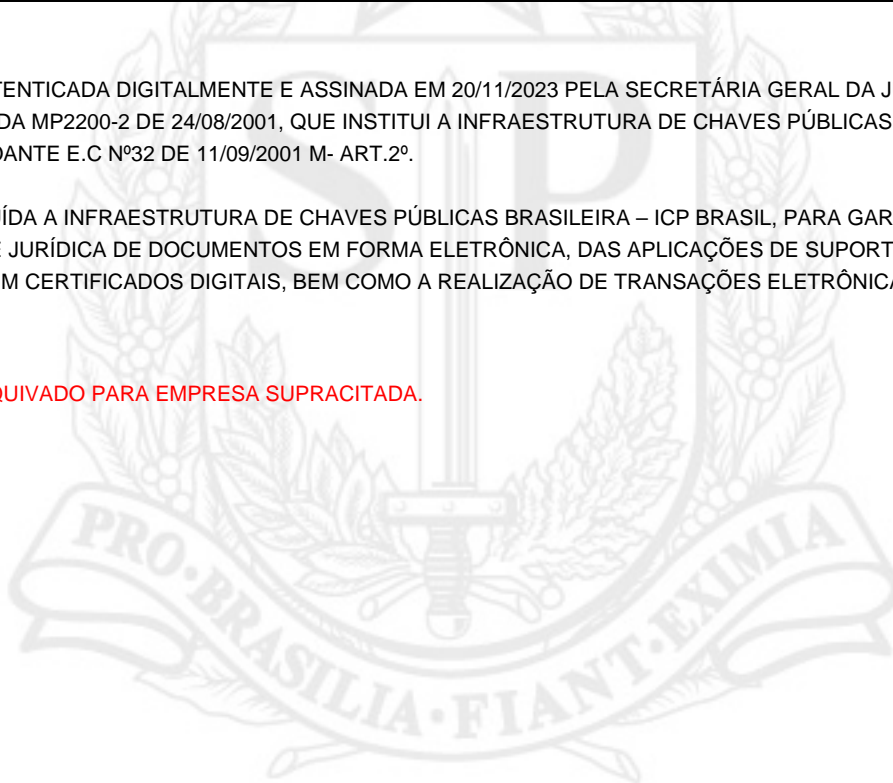 TENTICADA DIGITALMENTE E ASSINADA EM 20/11/2023 PELA SECRETÁRIA GERAL DA J
DA MP2200-2 DE 24/08/2001, QUE INSTITUI A INFRAESTRUTURA DE CHAVES PÚBLICAS
DANTE E.C Nº32 DE 11/09/2001 M- ART.2º.
ÍDA A INFRAESTRUTURA DE CHAVES PÚBLICAS BRASILEIRA – ICP BRASIL, PARA GAR
E JURÍDICA DE DOCUMENTOS EM FORMA ELETRÔNICA, DAS APLICAÇÕES DE SUPORT
M CERTIFICADOS DIGITAIS, BEM COMO A REALIZAÇÃO DE TRANSAÇÕES ELETRÔNICA
QUIVADO PARA EMPRESA SUPRACITADA.
SP
PRO·BRASILIA·FIANT·EXIMIA